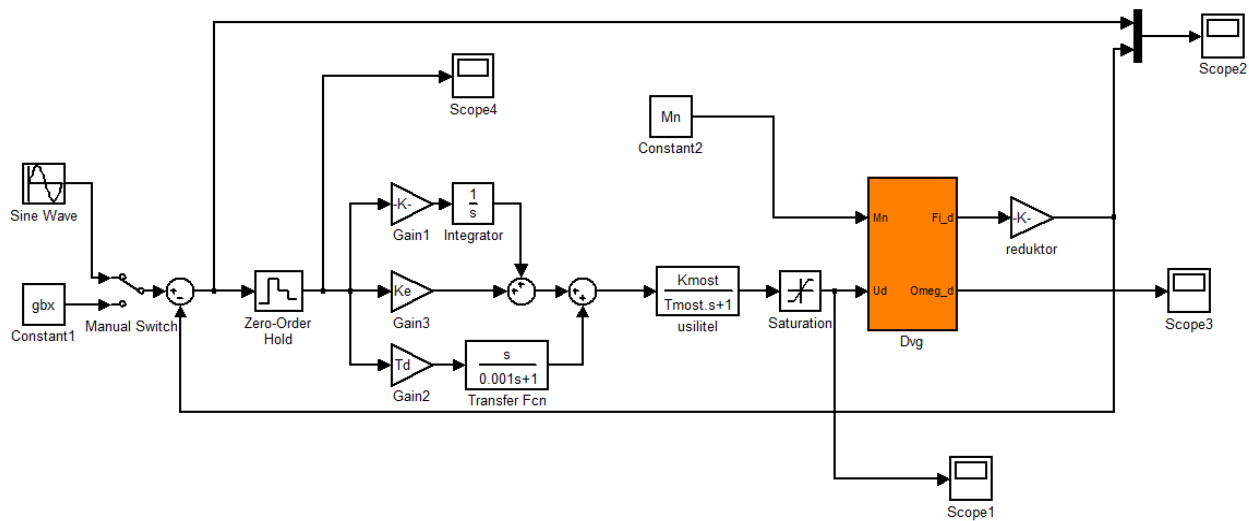 Scope2
Scope4
Mn
Constant2
Sine Wave
-K-
Gain1
1
s
Integrator
Mn
Fi_d
-K-
reduktor
gbx
Constant1
Manual Switch
Zero-Order
Hold
Ke
Gain3
Kmost
Tmost.s+1
usilitel
Saturation
Ud
Omeg_d
Dvg
Scope3
Td
Gain2
s
0.001s+1
Transfer Fcn
Scope1